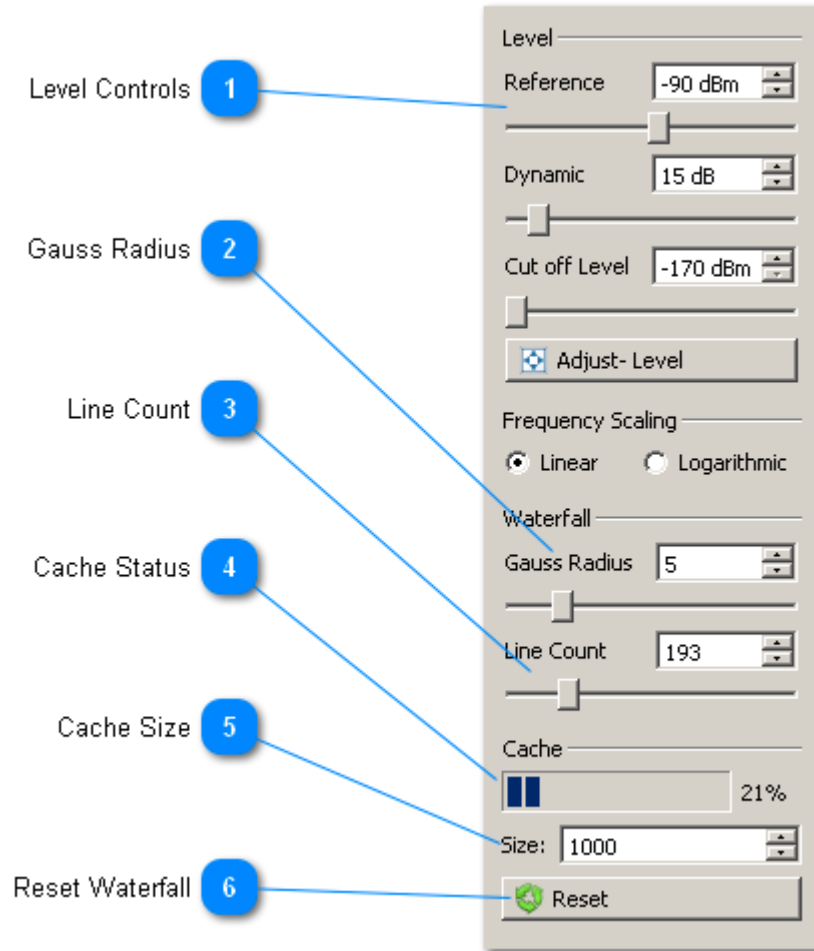 Level
Level Controls 1
Reference -90 dBm
Dynamic 15 dB
Gauss Radius 2
Cut off Level -170 dBm
Adjust- Level
Line Count 3
Frequency Scaling
Linear Logarithmic
Waterfall
Cache Status 4
Gauss Radius 5
Line Count 193
Cache Size 5
Cache
21%
Size: 1000
Reset Waterfall 6
Reset